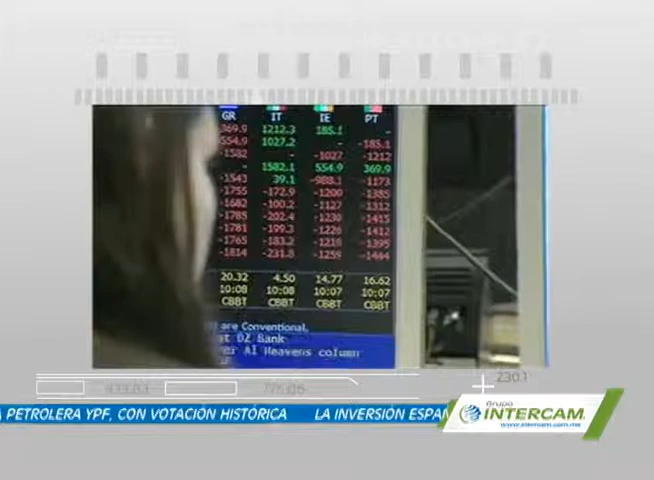 GR IT IE PT
369.9 1212.3 185.1 -
554.9 1027.2 - -185.1
-1582 - -1027 -1212
- 1582.1 554.9 369.9
-1543 39.1 -988.1 -1173
-1755 -172.9 -1200 -1385
-1682 -100.2 -1127 -1312
-1785 -202.4 -1230 -1415
-1781 -199.3 -1226 -1412
-1765 -183.2 -1210 -1395
-1814 -231.8 -1259 -1444
20.32 4.50 14.77 16.62
10:08 10:08 10:07 10:07
CBBT CBBT CBBT CBBT
are Conventional.
DZ Bank
Heavens column
230.1
PETROLERA YPF, CON VOTACIÓN HISTÓRICA LA INVERSIÓN ESPA
Grupo
INTERCAM
www.intercam.com.mx